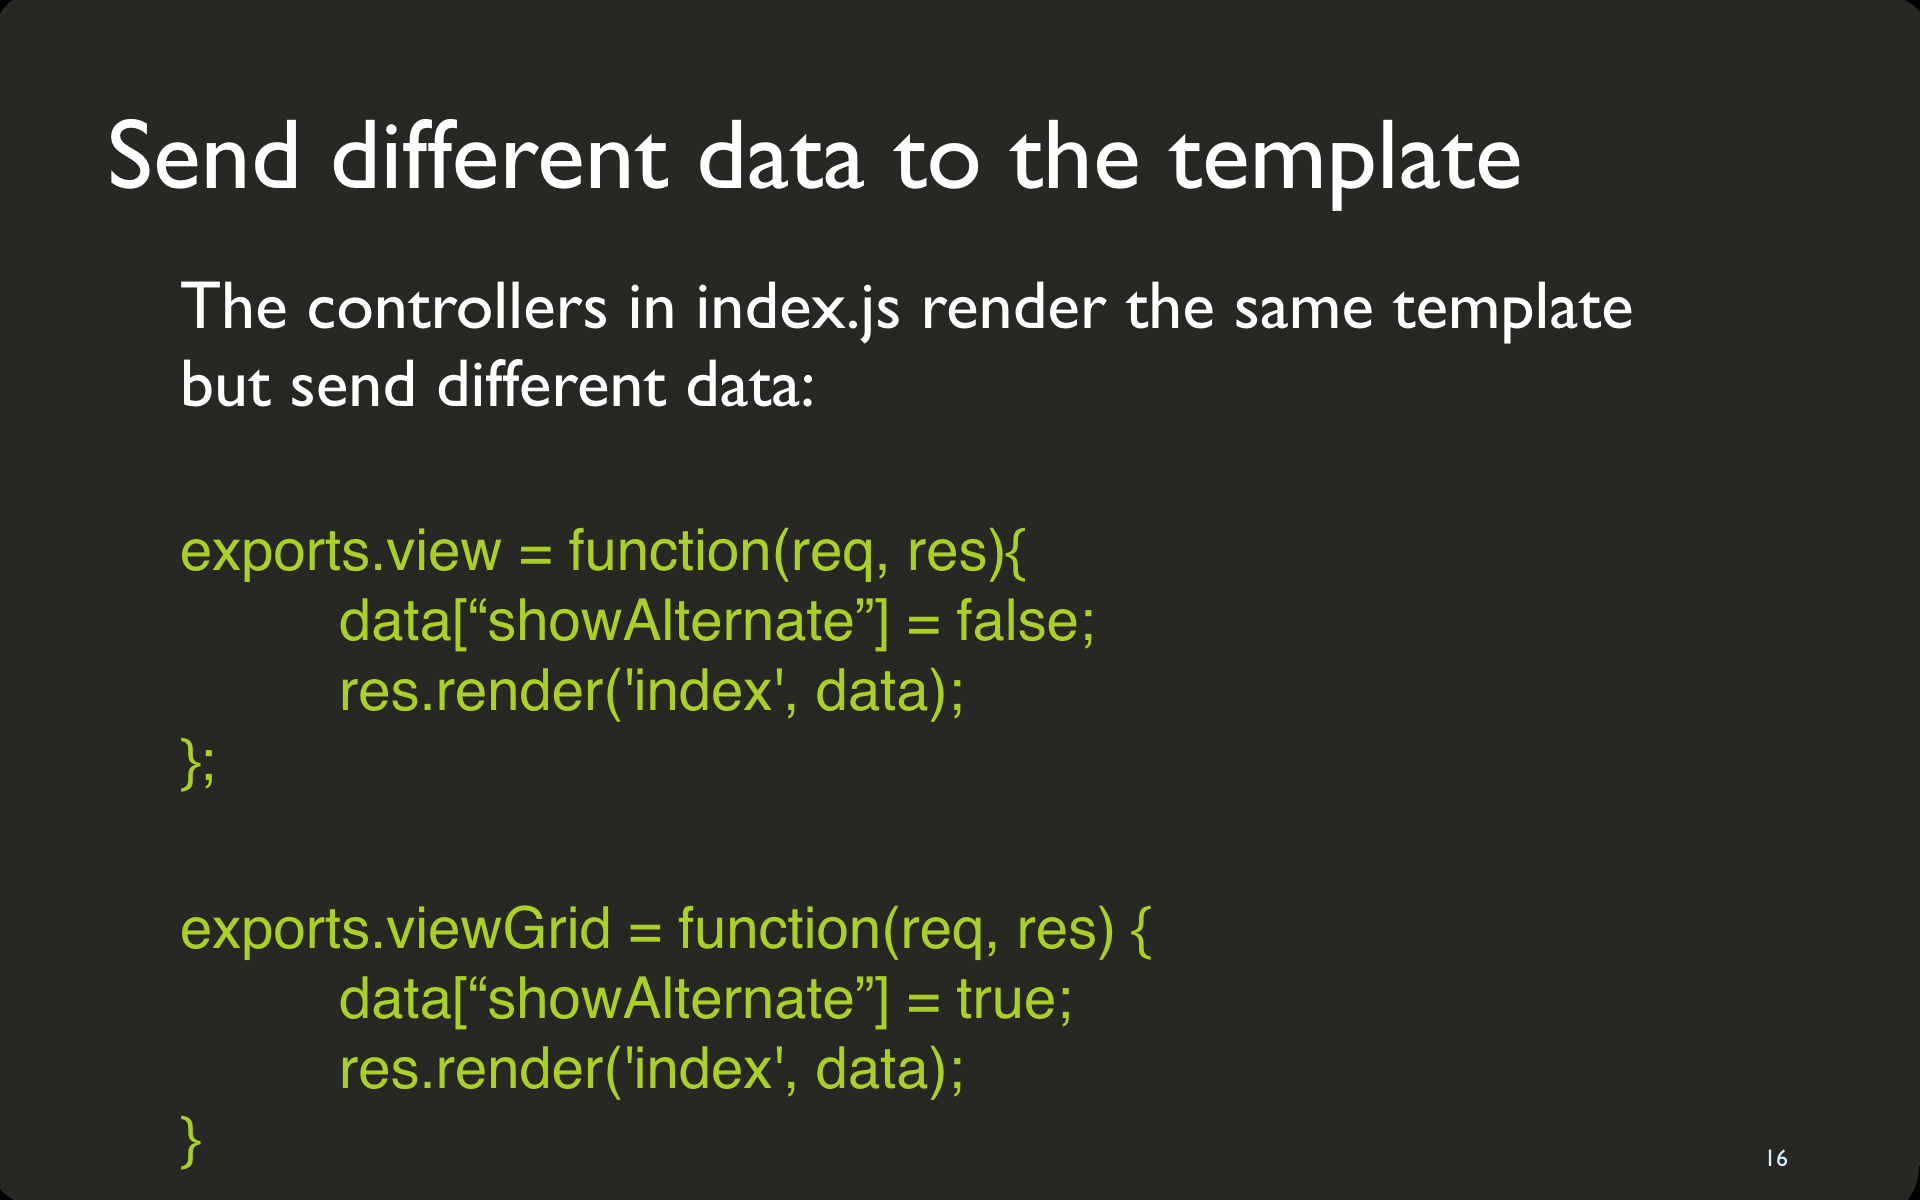 Send different data to the template
The controllers in index.js render the same template
but send different data:
exports.view = function(req, res){
data[“showAlternate”] = false;
res.render('index', data);
};
exports.viewGrid = function(req, res) {
data[“showAlternate”] = true;
res.render('index', data);
}
16